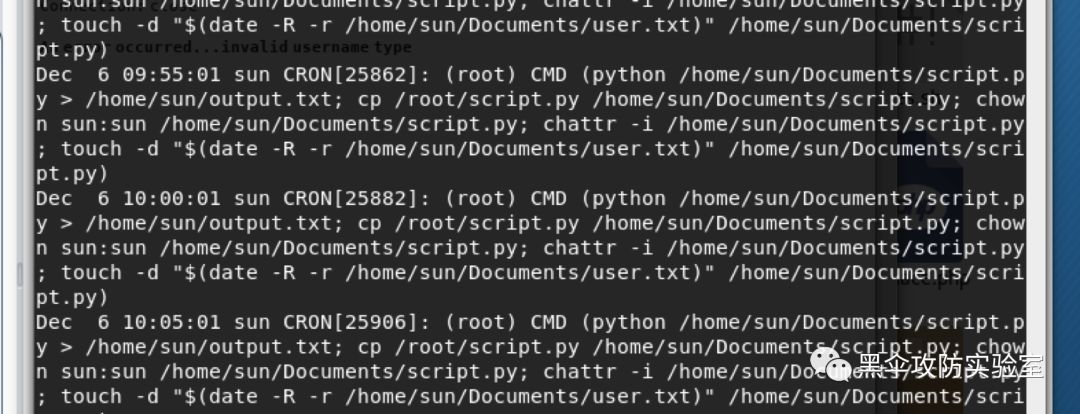 n sun:sun /home/sun/Documents/script.py; chattr -i /home/sun/Documents/script.py
; touch -d "$(date -R -r /home/sun/Documents/user.txt)" /home/sun/Documents/scri
occurred...invalid username type
pt.py)
Dec  6 09:55:01 sun CRON[25862]: (root) CMD (python /home/sun/Documents/script.p
y > /home/sun/output.txt; cp /root/script.py /home/sun/Documents/script.py; chow
n sun:sun /home/sun/Documents/script.py; chattr -i /home/sun/Documents/script.py
; touch -d "$(date -R -r /home/sun/Documents/user.txt)" /home/sun/Documents/scri
pt.py)
Dec  6 10:00:01 sun CRON[25882]: (root) CMD (python /home/sun/Documents/script.p
y > /home/sun/output.txt; cp /root/script.py /home/sun/Documents/script.py; chow
n sun:sun /home/sun/Documents/script.py; chattr -i /home/sun/Documents/script.py
; touch -d "$(date -R -r /home/sun/Documents/user.txt)" /home/sun/Documents/scri
pt.py)
Dec  6 10:05:01 sun CRON[25906]: (root) CMD (python /home/sun/Documents/script.p
y > /home/sun/output.txt; cp /root/script.py /home/sun/Documents/script.py; chow
n sun:sun /home/sun/Documents/script.py; chattr -i /home/sun/Documents/script.py
; touch -d "$(date -R -r /home/sun/Documents/user.txt)" /home/sun/Documents/scri
黑伞攻防实验室